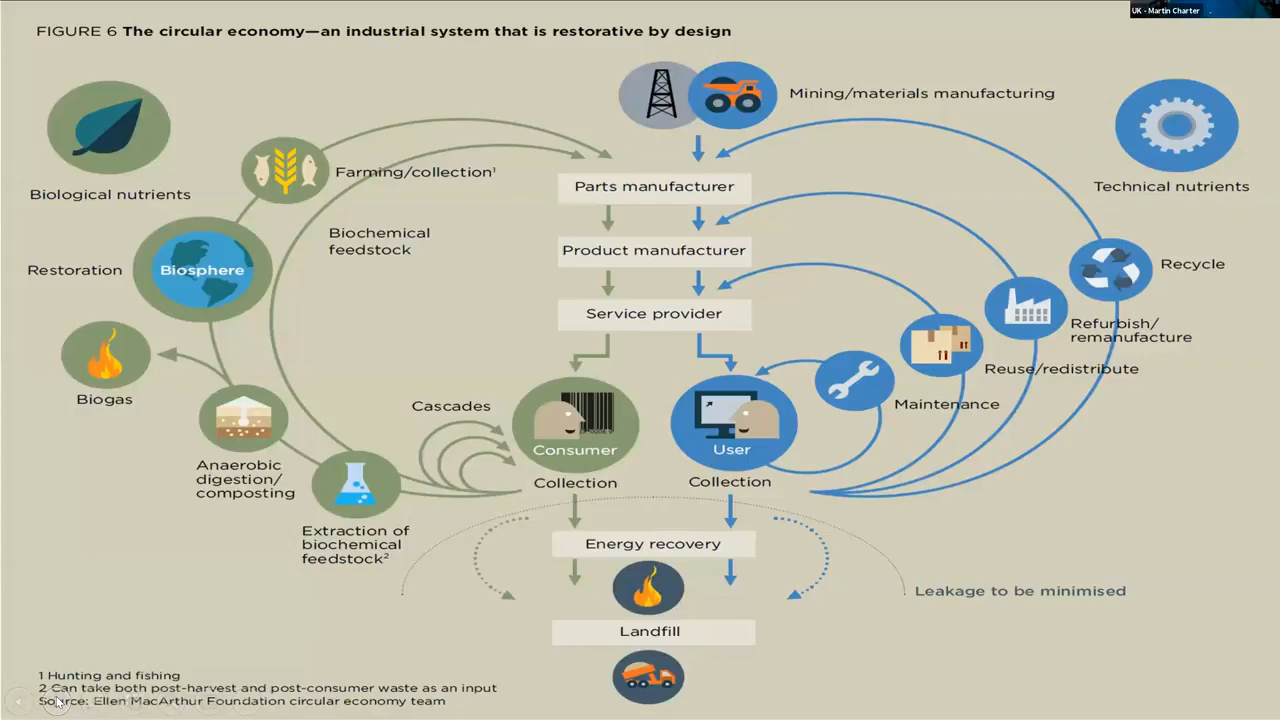 UK - Martin Charter
FIGURE 6 The circular economy—an industrial system that is restorative by design
Mining/materials manufacturing
Biological nutrients
Technical nutrients
Farming/collection¹
Parts manufacturer
Biochemical
feedstock
Product manufacturer
Restoration
Biosphere
Recycle
Service provider
Refurbish/
remanufacture
Reuse/redistribute
Biogas
Cascades
Maintenance
Consumer
User
Collection
Collection
Anaerobic
digestion/
composting
Extraction of
biochemical
feedstock²
Energy recovery
Leakage to be minimised
Landfill
1 Hunting and fishing
2 Can take both post-harvest and post-consumer waste as an input
Source: Ellen MacArthur Foundation circular economy team